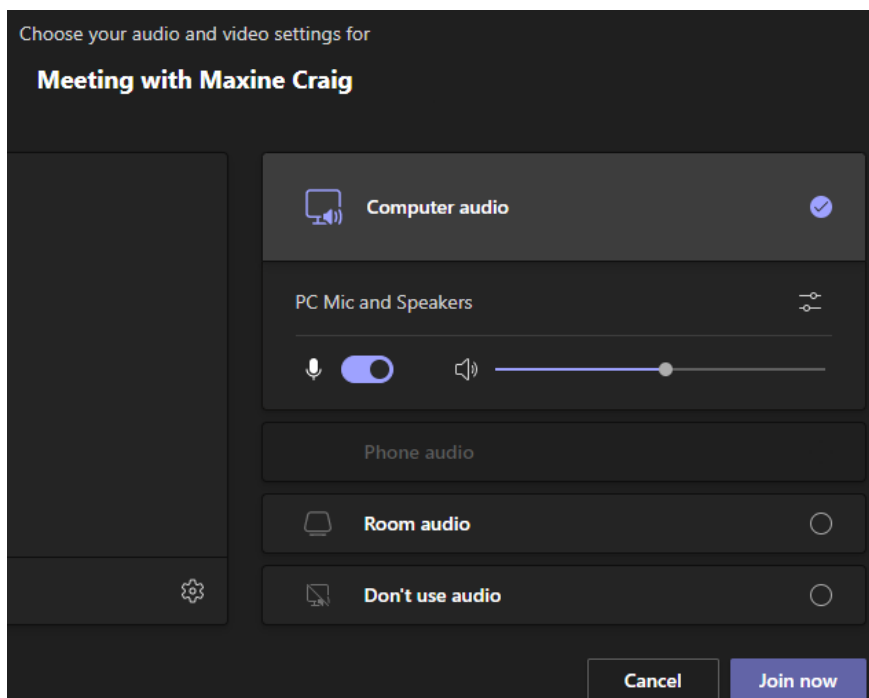 Choose your audio and video settings for
Meeting with Maxine Craig
Computer audio
PC Mic and Speakers
Phone audio
Room audio
Don't use audio
Cancel
Join now